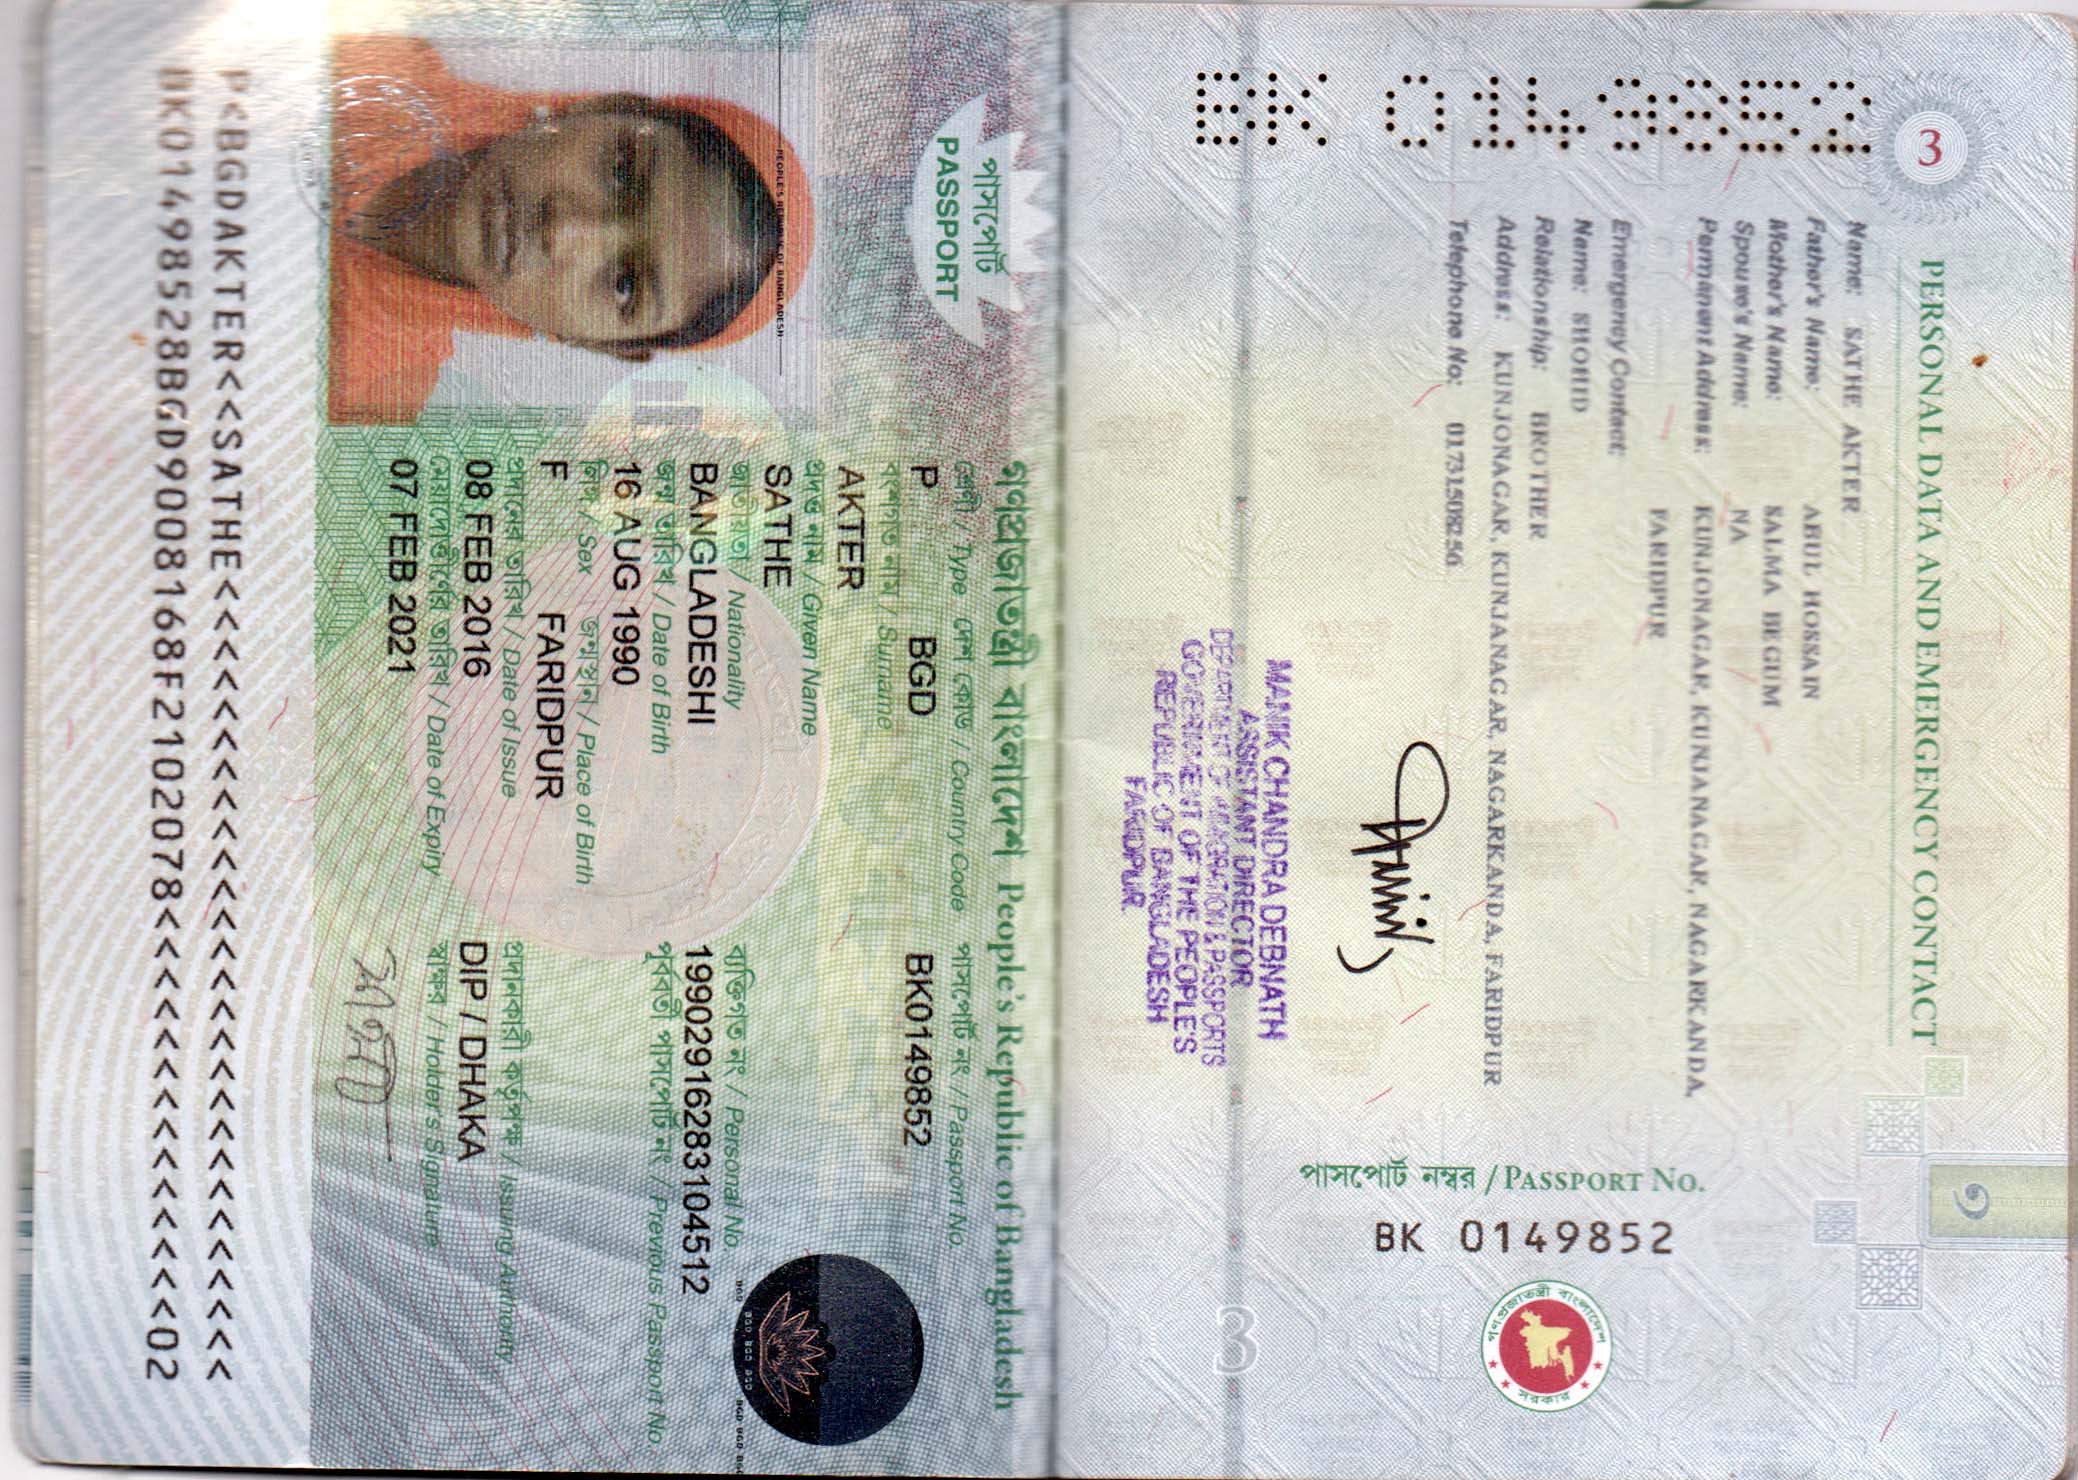 3
PERSONAL DATA AND EMERGENCY CONTACT
Name: SATHE AKTER
Father's Name: ABUL HOSSAIN
Mother's Name: SALMA BEGUM
Spouse's Name: NA
Permanent Address: KUNJONAGAR, KUNJANAGAR, NAGARKANDA,
FARIDPUR
Emergency Contact:
Name: SHOHID
Relationship: BROTHER
Address: KUNJONAGAR, KUNJANAGAR, NAGARKANDA, FARIDPUR
Telephone No: 01731508256
BK 0149852
পাসপোর্ট নম্বর / PASSPORT No.
BK 0149852
MANIK CHANDRA DEBNATH
ASSISTANT DIRECTOR
DEPARTMENT OF IMMIGRATION & PASSPORTS
GOVERNMENT OF THE PEOPLE'S
REPUBLIC OF BANGLADESH
FARIDPUR.
3
পাসপোর্ট
PASSPORT
গণপ্রজাতন্ত্রী বাংলাদেশ People's Republic of Bangladesh
শ্রেণী / Type দেশ কোড / Country Code পাসপোর্ট নং / Passport No.
P BGD BK0149852
বংশগত নাম / Surname
AKTER
প্রদত্ত নাম / Given Name
SATHE
জাতীয়তা / Nationality ব্যক্তিগত নং / Personal No.
BANGLADESHI 19902916283104512
জন্ম তারিখ / Date of Birth পূর্ববর্তী পাসপোর্ট নং / Previous Passport No.
16 AUG 1990
লিঙ্গ / Sex জন্মস্থান / Place of Birth
F FARIDPUR
প্রদানের তারিখ / Date of Issue প্রদানকারী কর্তৃপক্ষ / Issuing Authority
08 FEB 2016 DIP / DHAKA
মেয়াদোত্তীর্ণের তারিখ / Date of Expiry স্বাক্ষর / Holder's Signature
07 FEB 2021
PEOPLE'S REPUBLIC OF BANGLADESH
BGD BGD BGD BGD BGD BGD
P<BGDAKTER<<SATHE<<<<<<<<<<<<<<<<<<<<<<<<<<<
BK01498528BGD9008168F2102078<<<<<<<<<<<<<<02